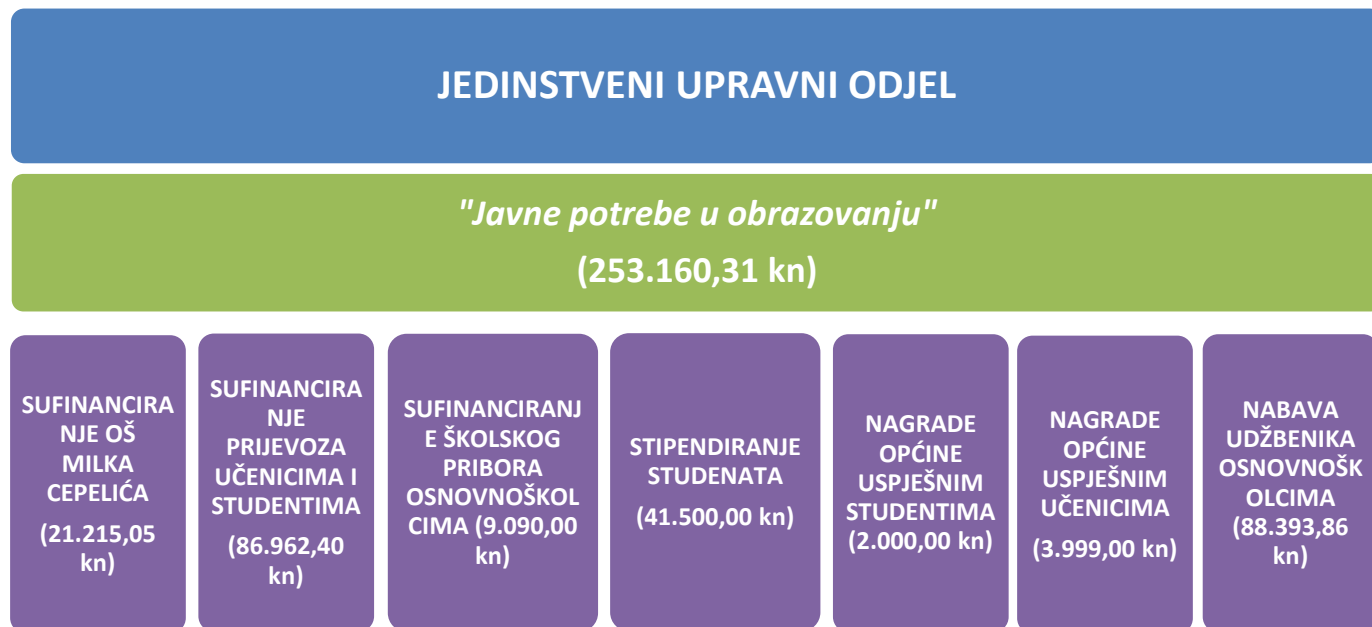 JEDINSTVENI UPRAVNI ODJEL
"Javne potrebe u obrazovanju"
(253.160,31 kn)
SUFINANCIRA
NJE OŠ
MILKA
CEPELIĆA
(21.215,05
kn)
SUFINANCIRA
NJE
PRIJEVOZA
UČENICIMA I
STUDENTIMA
(86.962,40
kn)
SUFINANCIRANJ
E ŠKOLSKOG
PRIBORA
OSNOVNOŠKOL
CIMA (9.090,00
kn)
STIPENDIRANJE
STUDENATA
(41.500,00 kn)
NAGRADE
OPĆINE
USPJEŠNIM
STUDENTIMA
(2.000,00 kn)
NAGRADE
OPĆINE
USPJEŠNIM
UČENICIMA
(3.999,00 kn)
NABAVA
UDŽBENIKA
OSNOVNOŠK
OLCIMA
(88.393,86
kn)